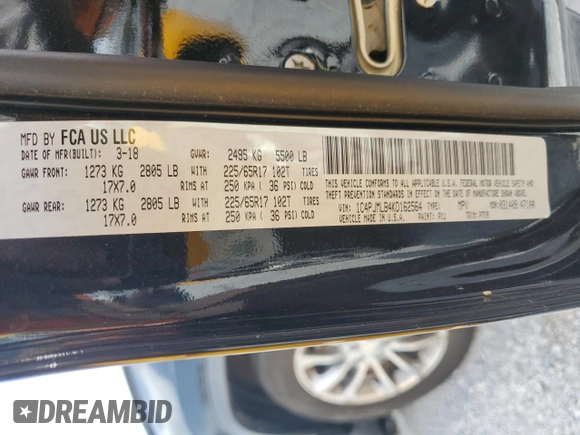 MFD BY FCA US LLC
DATE OF MFR(BUILT): 3-18 GVWR: 2495 KG 5500 LB
GAWR FRONT: 1273 KG 2805 LB WITH 225/65R17 102T TIRES
17X7.0 RIMS AT 250 KPA ( 36 PSI) COLD
GAWR REAR: 1273 KG 2805 LB WITH 225/65R17 102T TIRES
17X7.0 RIMS AT 250 KPA ( 36 PSI) COLD
THIS VEHICLE CONFORMS TO ALL APPLICABLE U.S.A. FEDERAL MOTOR VEHICLE SAFETY AND
THEFT PREVENTION STANDARDS IN EFFECT ON THE DATE OF MANUFACTURE SHOWN ABOVE.
VIN: TYPE: MPV MDH:
PAINT: TRIM:
DREAMBID